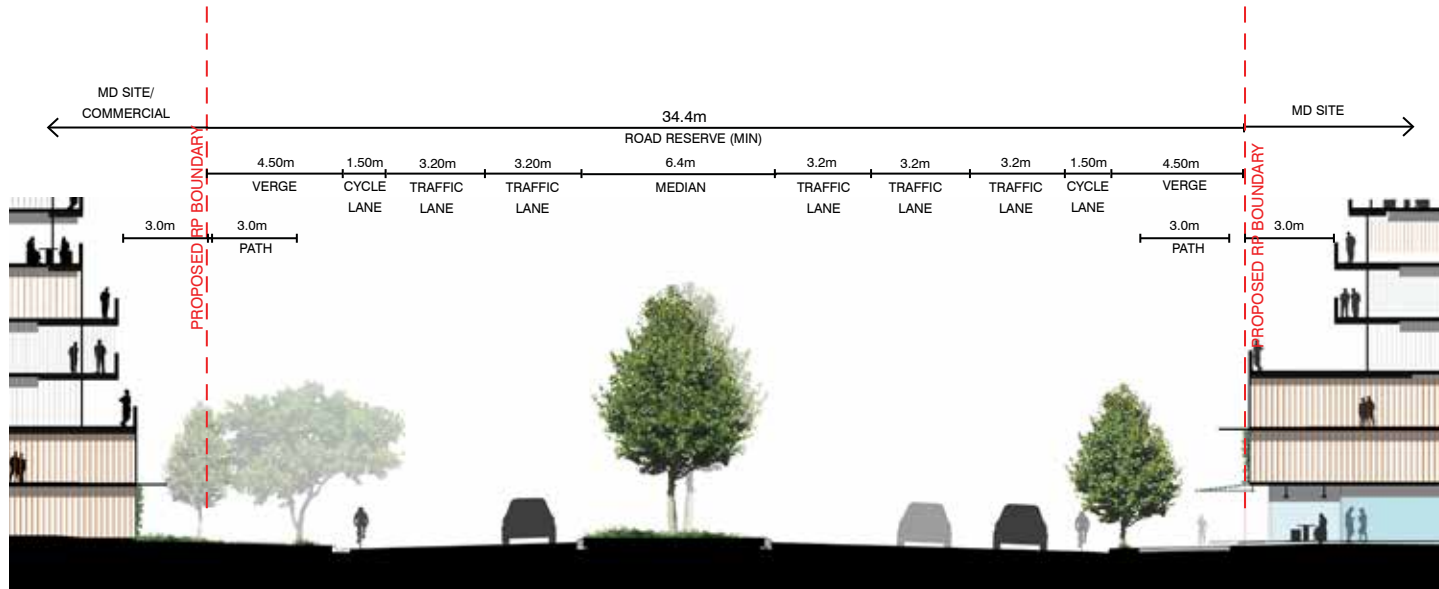 MD SITE/
COMMERCIAL
34.4m
ROAD RESERVE (MIN)
MD SITE
PROPOSED RP BOUNDARY
PROPOSED RP BOUNDARY
4.50m
VERGE
1.50m
CYCLE
LANE
3.20m
TRAFFIC
LANE
3.20m
TRAFFIC
LANE
6.4m
MEDIAN
3.2m
TRAFFIC
LANE
3.2m
TRAFFIC
LANE
3.2m
TRAFFIC
LANE
1.50m
CYCLE
LANE
4.50m
VERGE
3.0m
3.0m
PATH
3.0m
PATH
3.0m